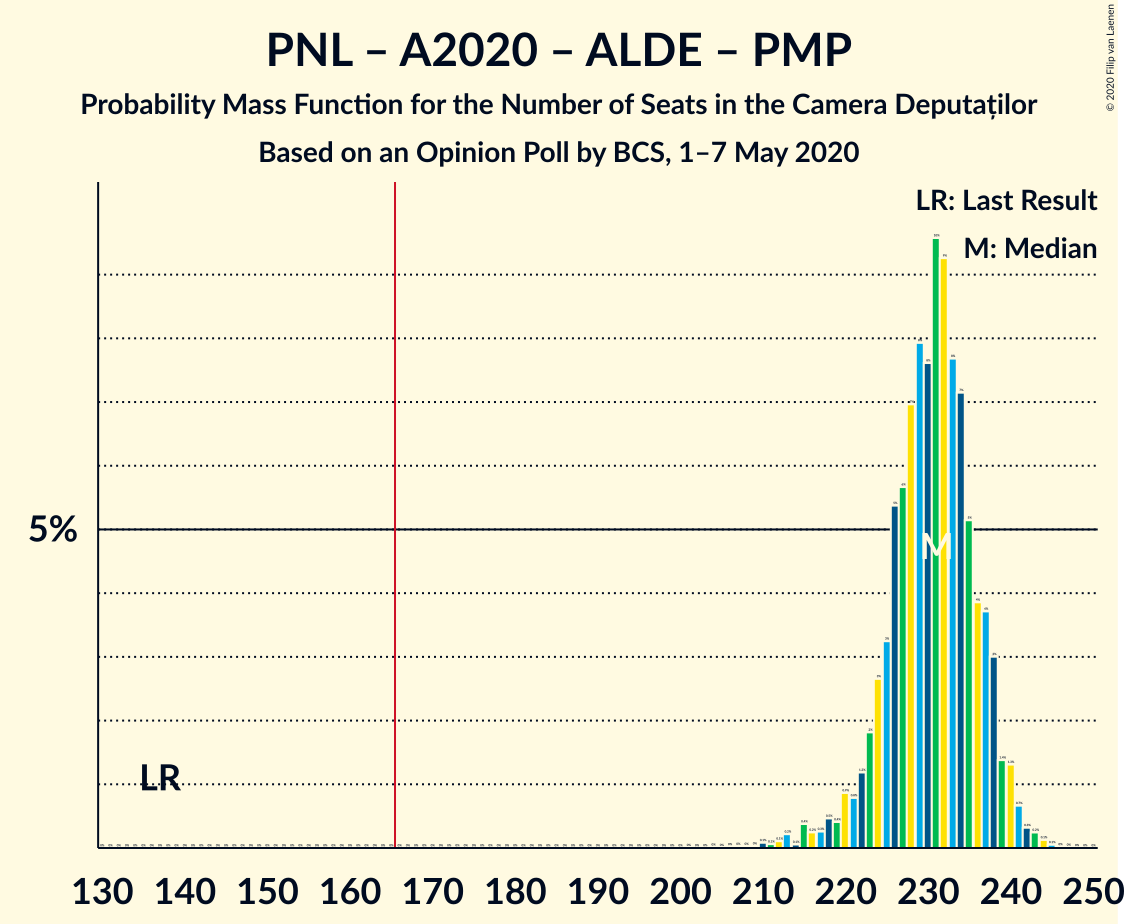 PNL – A2020 – ALDE – PMP
Probability Mass Function for the Number of Seats in the Camera Deputaților
Based on an Opinion Poll by BCS, 1–7 May 2020
© 2020 Filip van Laenen
LR: Last Result
M: Median
5%
M
LR
130 140 150 160 170 180 190 200 210 220 230 240 250